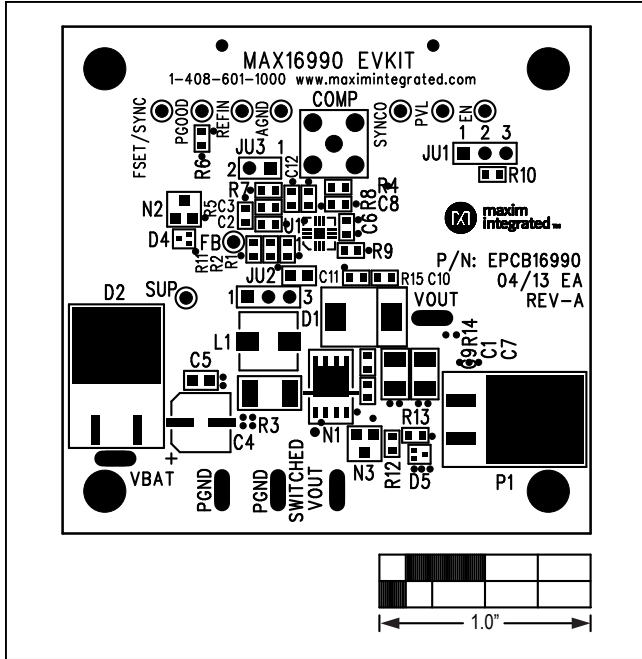 MAX16990 EVKIT
1-408-601-1000 www.maximintegrated.com
COMP
FSET/SYNC
PGOOD
REFIN
AGND
SYNCO
PVL
EN
R6
JU3
2 1
C12
1 2 3
JU1
R10
R7
R4
R8
C8
N2
R5
C3
C2
U1
C6
maxim
integrated™
D4
FB
R11
R2
R1
1
R9
P/N: EPCB16990
04/13 EA
REV-A
JU2
C11
R15 C10
SUP
1 3
D2
D1
VOUT
L1
R14
C9
C1
C7
C5
R3
C4
N1
R13
N3
R12
D5
P1
VBAT
+
PGND
PGND
SWITCHED
VOUT
1.0"